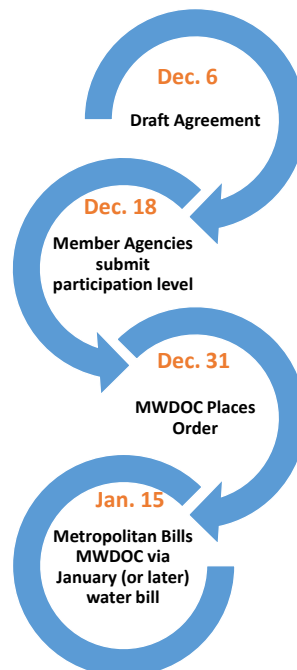 Dec. 6
Draft Agreement
Dec. 18
Member Agencies
submit
participation level
Dec. 31
MWDOC Places
Order
Jan. 15
Metropolitan Bills
MWDOC via
January (or later)
water bill